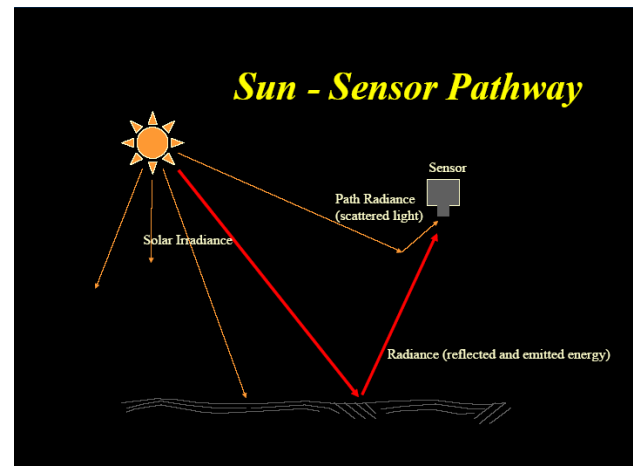 Sun - Sensor Pathway
Sensor
Path Radiance
(scattered light)
Solar Irradiance
Radiance (reflected and emitted energy)